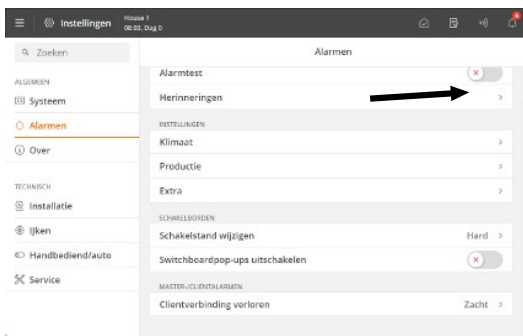 Instellingen
House 1
08:03, Dag 0
Zoeken
ALGEMEEN
Systeem
Alarmen
Over
TECHNISCH
Installatie
IJken
Handbediend/auto
Service
Alarmen
Alarmtest
Herinneringen
INSTELLINGEN
Klimaat
Productie
Extra
SCHAKELBORDEN
Schakelstand wijzigen Hard
Switchboardpop-ups uitschakelen
MASTER-/CLIENTALARMEN
Clientverbinding verloren Zacht